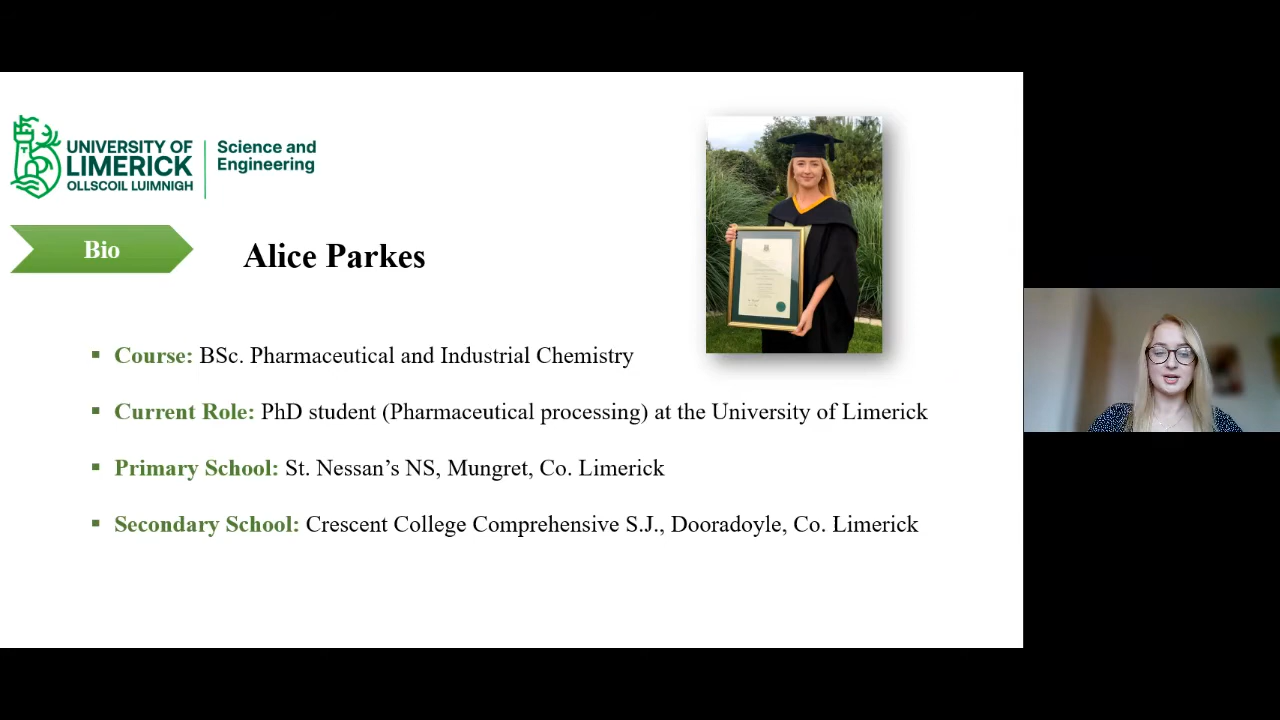 UNIVERSITY OF
LIMERICK
OLLSCOIL LUIMNIGH
Science and
Engineering
Bio
Alice Parkes
▪ Course: BSc. Pharmaceutical and Industrial Chemistry
▪ Current Role: PhD student (Pharmaceutical processing) at the University of Limerick
▪ Primary School: St. Nessan’s NS, Mungret, Co. Limerick
▪ Secondary School: Crescent College Comprehensive S.J., Dooradoyle, Co. Limerick